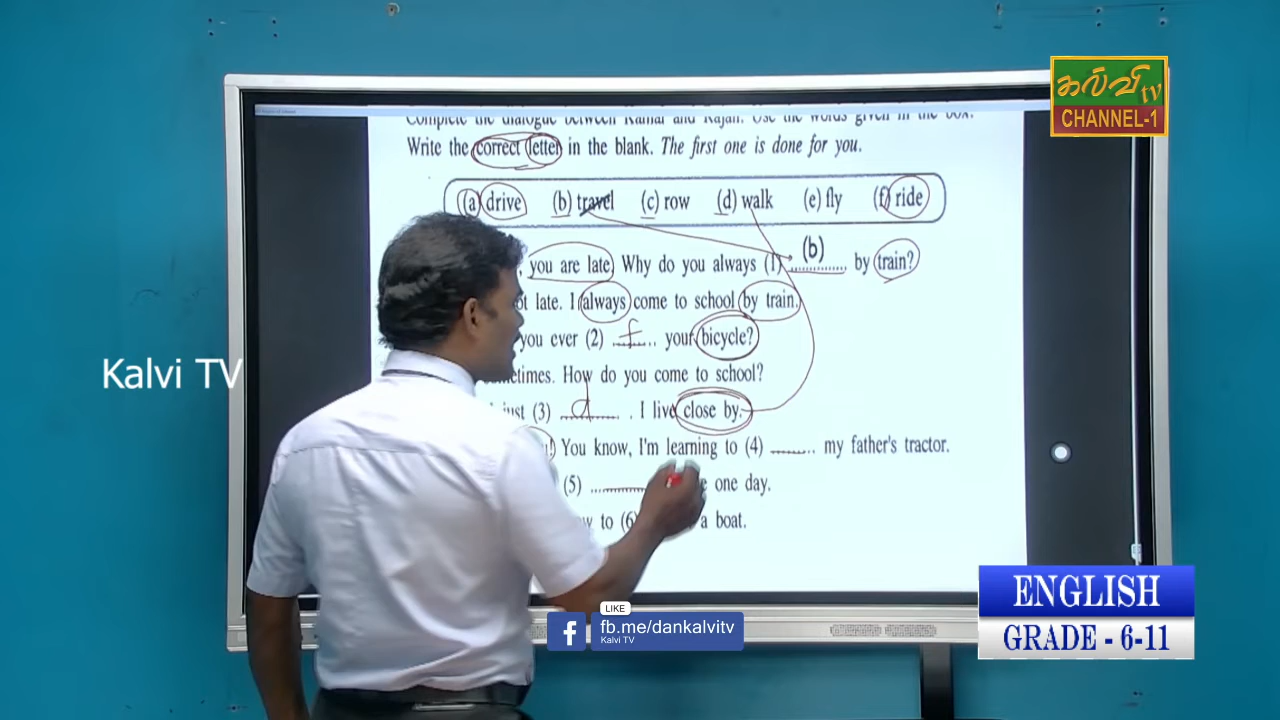 கல்வி tv
CHANNEL-1
Complete the dialogue between Kamal and Rajan. Use the words given in the box.
Write the correct letter in the blank. The first one is done for you.
(a) drive (b) travel (c) row (d) walk (e) fly (f) ride
you are late. Why do you always (1) (b) by train?
late. I always come to school by train.
you ever (2) f your bicycle?
How do you come to school?
just (3) d . I live close by.
You know, I'm learning to (4) ........ my father's tractor.
(5) ............ one day.
to (6) a boat.
Kalvi TV
ENGLISH
GRADE - 6-11
LIKE
f fb.me/dankalvitv
Kalvi TV